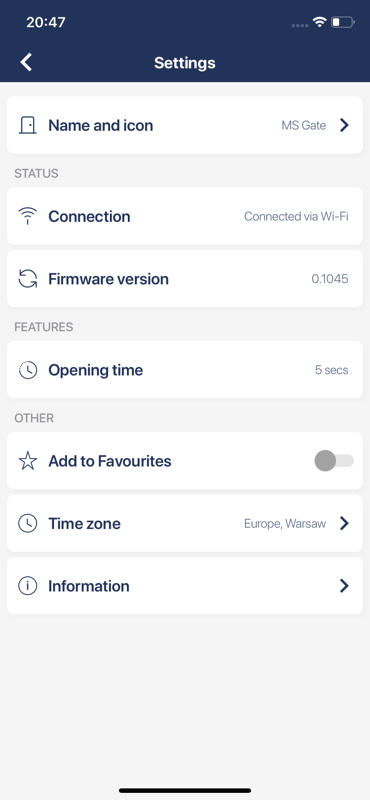 20:47
Settings
Name and icon MS Gate
STATUS
Connection Connected via Wi-Fi
Firmware version 0.1045
FEATURES
Opening time 5 secs
OTHER
Add to Favourites
Time zone Europe, Warsaw
Information